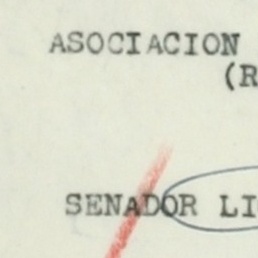 ASOCIACION
(R
SENADOR LI